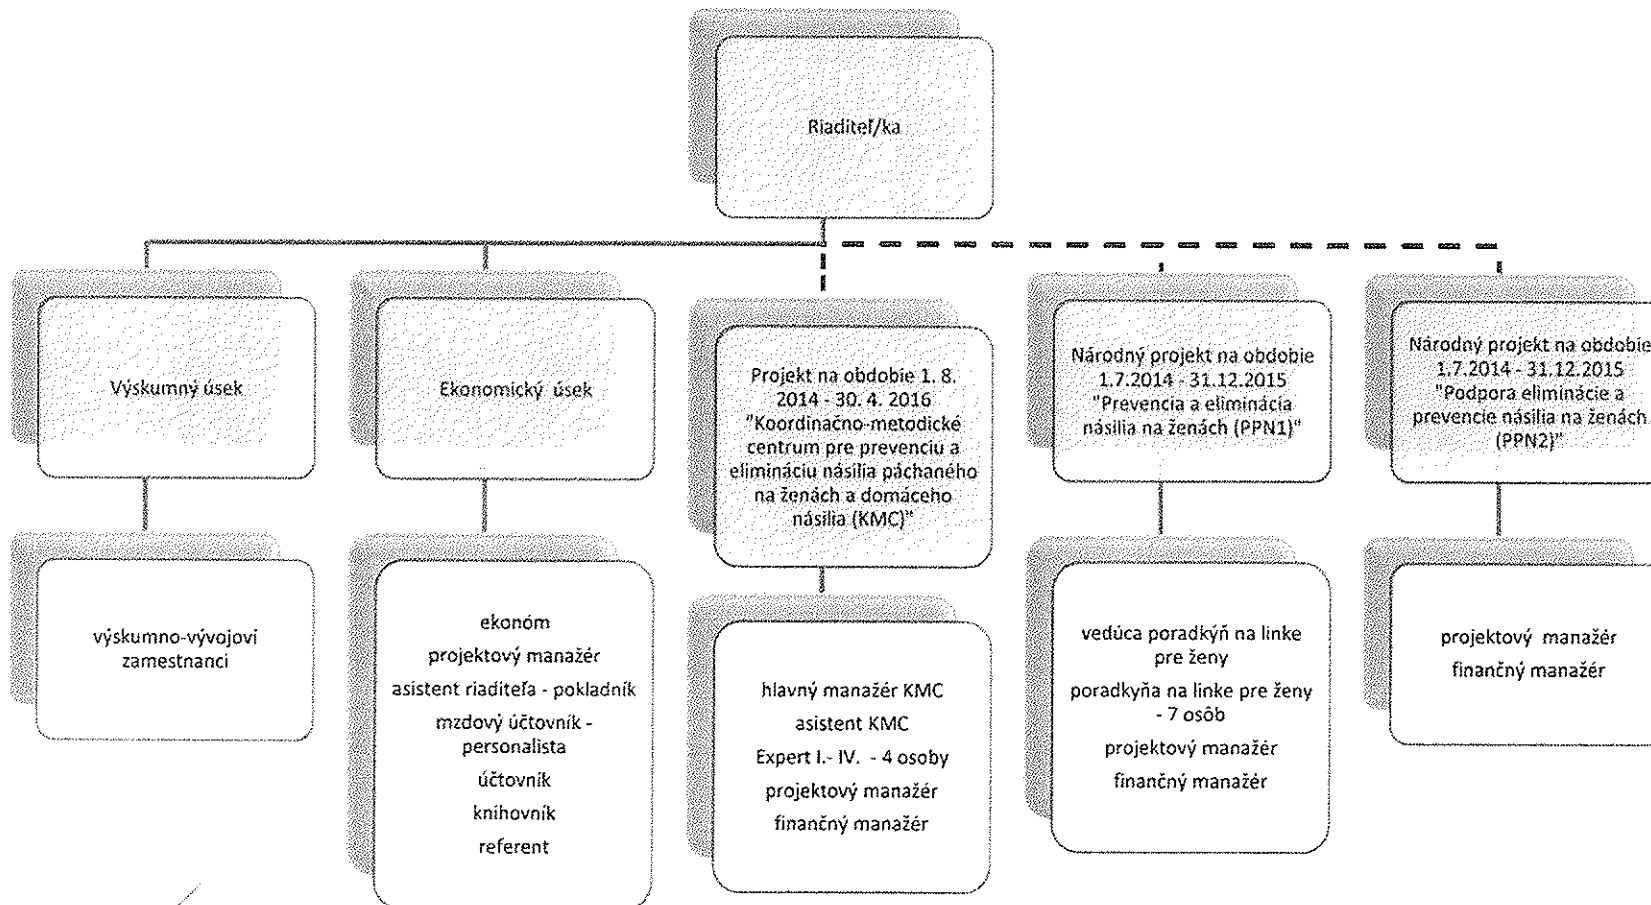 Riaditeľ/ka
Výskumný úsek
Ekonomický úsek
Projekt na obdobie 1. 8.
2014 - 30. 4. 2016
"Koordinačno-metodické
centrum pre prevenciu a
elimináciu násilia páchaného
na ženách a domáceho
násilia (KMC)"
Národný projekt na obdobie
1.7.2014 - 31.12.2015
"Prevencia a eliminácia
násilia na ženách (PPN1)"
Národný projekt na obdobie
1.7.2014 - 31.12.2015
"Podpora eliminácie a
prevencie násilia na ženách
(PPN2)"
výskumno-vývojoví
zamestnanci
ekonóm
projektový manažér
asistent riaditeľa - pokladník
mzdový účtovník -
personalista
účtovník
knihovník
referent
hlavný manažér KMC
asistent KMC
Expert I.- IV. - 4 osoby
projektový manažér
finančný manažér
vedúca poradkýň na linke
pre ženy
poradkyňa na linke pre ženy
- 7 osôb
projektový manažér
finančný manažér
projektový manažér
finančný manažér